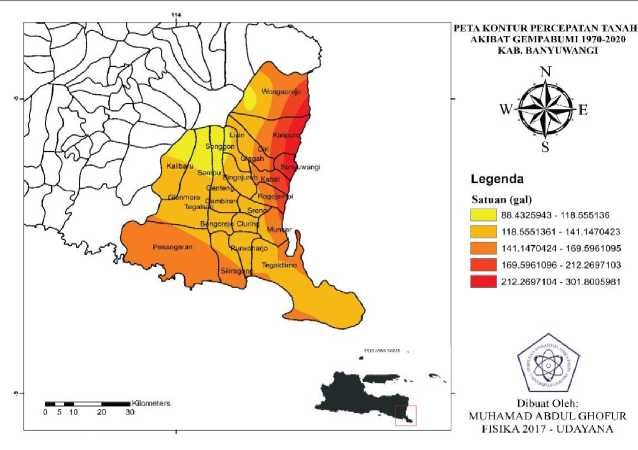 114
PETA KONTUR PERCEPATAN TANAH
AKIBAT GEMPABUMI 1970-2020
KAB. BANYUWANGI
N
W E
S
Legenda
Satuan (gal)
88.4325943 - 118.555136
118.5551361 - 141.1470423
141.1470424 - 169.5961095
169.5961096 - 212.2697103
212.2697104 - 301.8005981
Wongsorejo
Licin
Kalipuro
Songgon
Giri
Glagah
Banyuwangi
Kalibaru
Sempu
Singojuruh
Kabat
Genteng
Rogojampi
Glenmore
Gambiran
Tegalsari
Srono
Bangorejo
Cluring
Muncar
Pesanggaran
Purwoharjo
Tegaldlimo
Siliragung
0 5 10 20 30
Kilometers
Dibuat Oleh:
MUHAMAD ABDUL GHOFUR
FISIKA 2017 - UDAYANA